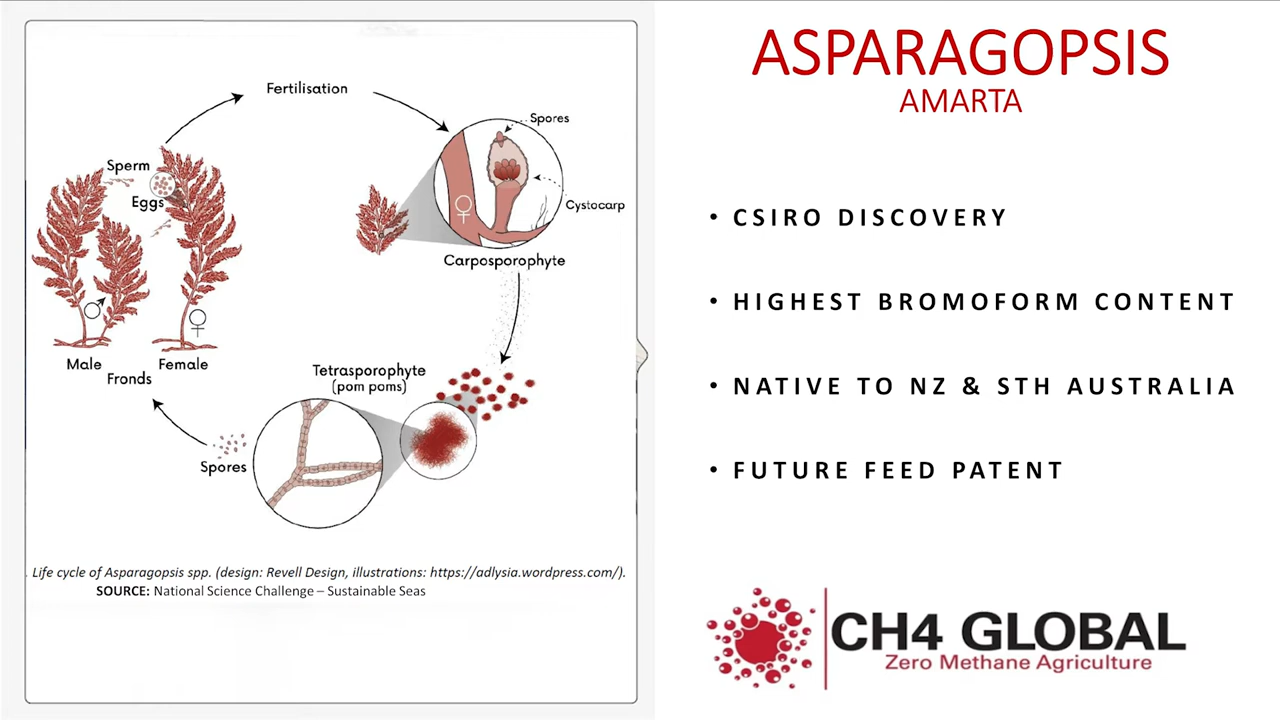 ASPARAGOPSIS
AMARTA
Fertilisation
Spores
Sperm
Eggs
Cystocarp
Carposporophyte
Male
Female
Fronds
Tetrasporophyte
(pom poms)
Spores
. Life cycle of Asparagopsis spp. (design: Revell Design, illustrations: https://adlysia.wordpress.com/).
SOURCE: National Science Challenge – Sustainable Seas
• CSIRO DISCOVERY
• HIGHEST BROMOFORM CONTENT
• NATIVE TO NZ & STH AUSTRALIA
• FUTURE FEED PATENT
CH4 GLOBAL
Zero Methane Agriculture